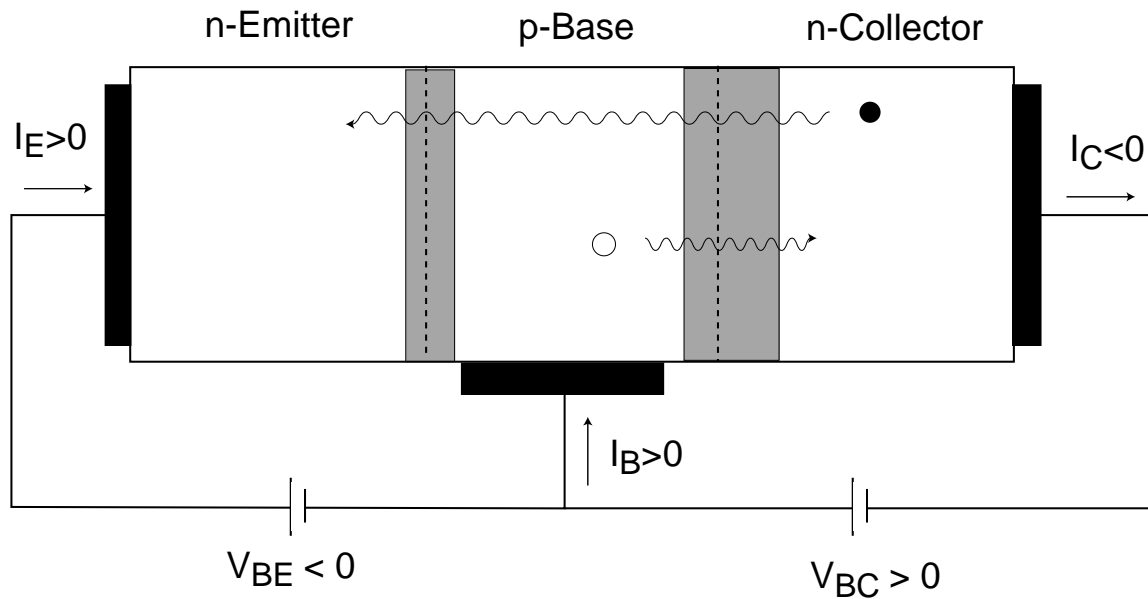 n-Emitter p-Base n-Collector
I_E>0
I_C<0
I_B>0
V_BE < 0
V_BC > 0